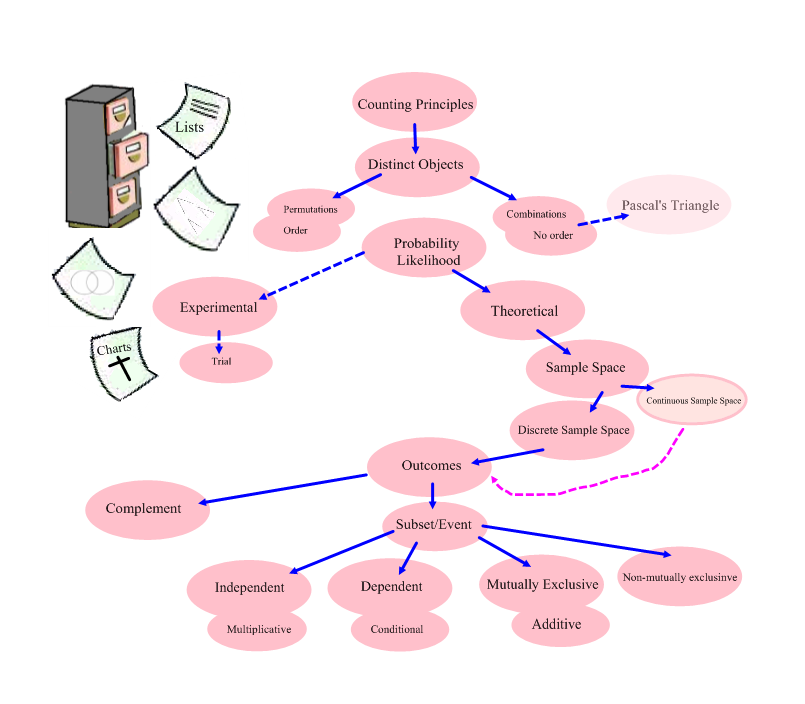 Counting Principles
Lists
Distinct Objects
Permutations
Order
Combinations
No order
Pascal's Triangle
Probability
Likelihood
Experimental
Theoretical
Trial
Charts
Sample Space
Continuous Sample Space
Discrete Sample Space
Outcomes
Complement
Subset/Event
Independent
Dependent
Mutually Exclusive
Non-mutually exclusinve
Multiplicative
Conditional
Additive